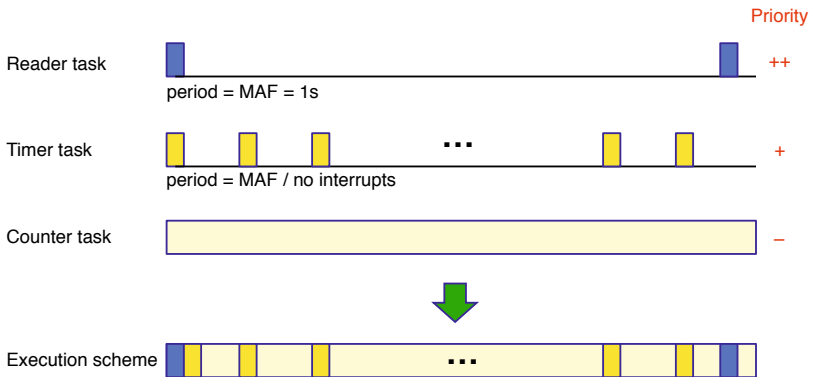 Priority
Reader task
++
period = MAF = 1s
Timer task
...
+
period = MAF / no interrupts
Counter task
–
Execution scheme
...